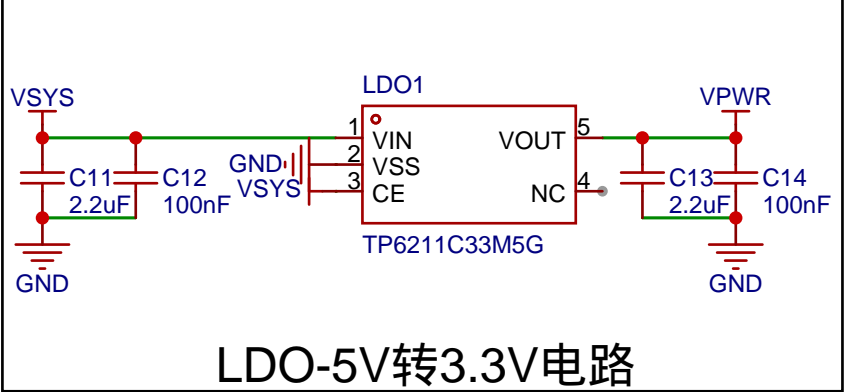 LDO1
VSYS
VPWR
1
VIN
VOUT
5
GND
2
VSS
VSYS
3
CE
NC
4
C11
2.2uF
C12
100nF
C13
2.2uF
C14
100nF
TP6211C33M5G
GND
GND
LDO-5V转3.3V电路